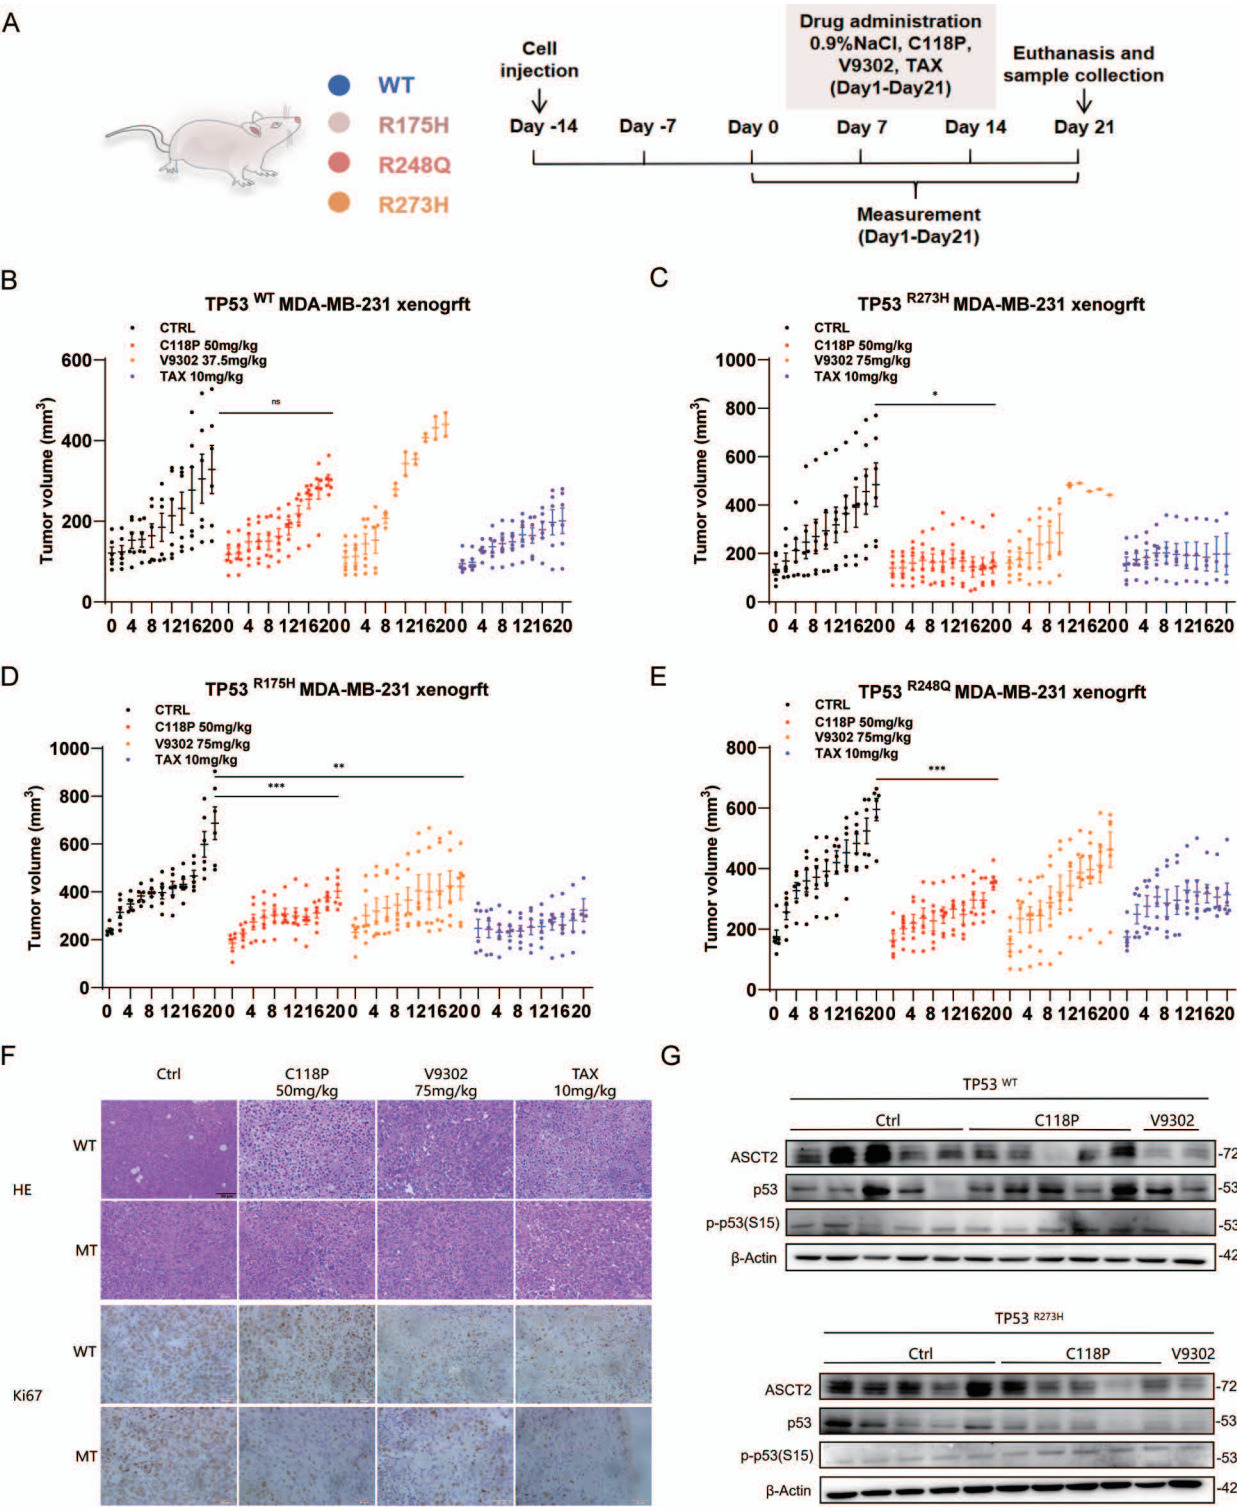 A
WT
R175H
R248Q
R273H
Cell
injection
Drug administration
0.9%NaCl, C118P,
V9302, TAX
(Day1-Day21)
Euthanasis and
sample collection
Day -14 Day -7 Day 0 Day 7 Day 14 Day 21
Measurement
(Day1-Day21)
B
TP53 WT MDA-MB-231 xenogrft
CTRL
C118P 50mg/kg
V9302 37.5mg/kg
TAX 10mg/kg
ns
Tumor volume (mm3)
600
400
200
0
0 4 8 121620 0 4 8 121620 0 4 8 121620 0 4 8 121620
C
TP53 R273H MDA-MB-231 xenogrft
CTRL
C118P 50mg/kg
V9302 75mg/kg
TAX 10mg/kg
*
Tumor volume (mm3)
1000
800
600
400
200
0
0 4 8 121620 0 4 8 121620 0 4 8 121620 0 4 8 121620
D
TP53 R175H MDA-MB-231 xenogrft
CTRL
C118P 50mg/kg
V9302 75mg/kg
TAX 10mg/kg
**
***
Tumor volume (mm3)
1000
800
600
400
200
0
0 4 8 121620 0 4 8 121620 0 4 8 121620 0 4 8 121620
E
TP53 R248Q MDA-MB-231 xenogrft
CTRL
C118P 50mg/kg
V9302 75mg/kg
TAX 10mg/kg
***
Tumor volume (mm3)
800
600
400
200
0
0 4 8 121620 0 4 8 121620 0 4 8 121620 0 4 8 121620
F
Ctrl C118P V9302 TAX
50mg/kg 75mg/kg 10mg/kg
HE
WT
MT
Ki67
WT
MT
G
TP53 WT
Ctrl C118P V9302
ASCT2 -72
p53 -53
p-p53(S15) -53
β-Actin -42
TP53 R273H
Ctrl C118P V9302
ASCT2 -72
p53 -53
p-p53(S15) -53
β-Actin -42